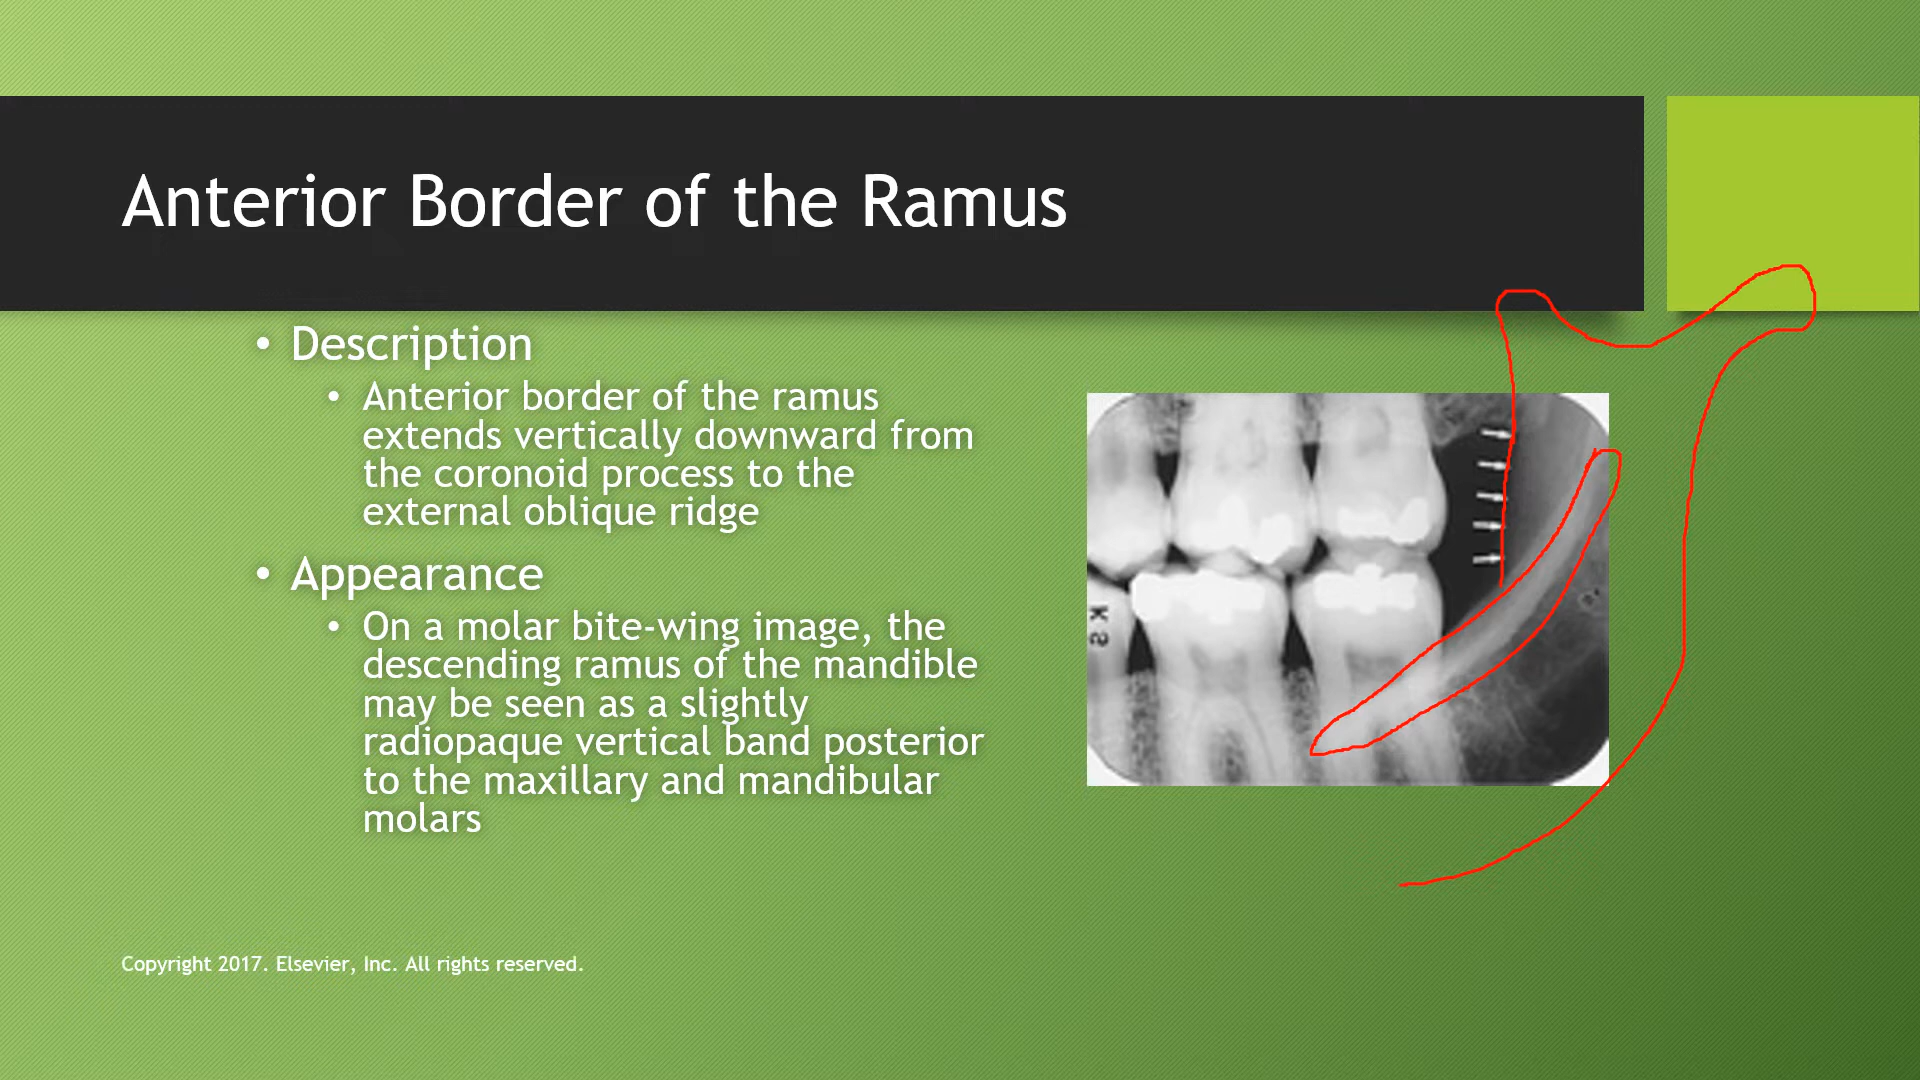 Anterior Border of the Ramus
• Description
• Anterior border of the ramus
extends vertically downward from
the coronoid process to the
external oblique ridge
• Appearance
• On a molar bite-wing image, the
descending ramus of the mandible
may be seen as a slightly
radiopaque vertical band posterior
to the maxillary and mandibular
molars
Copyright 2017. Elsevier, Inc. All rights reserved.